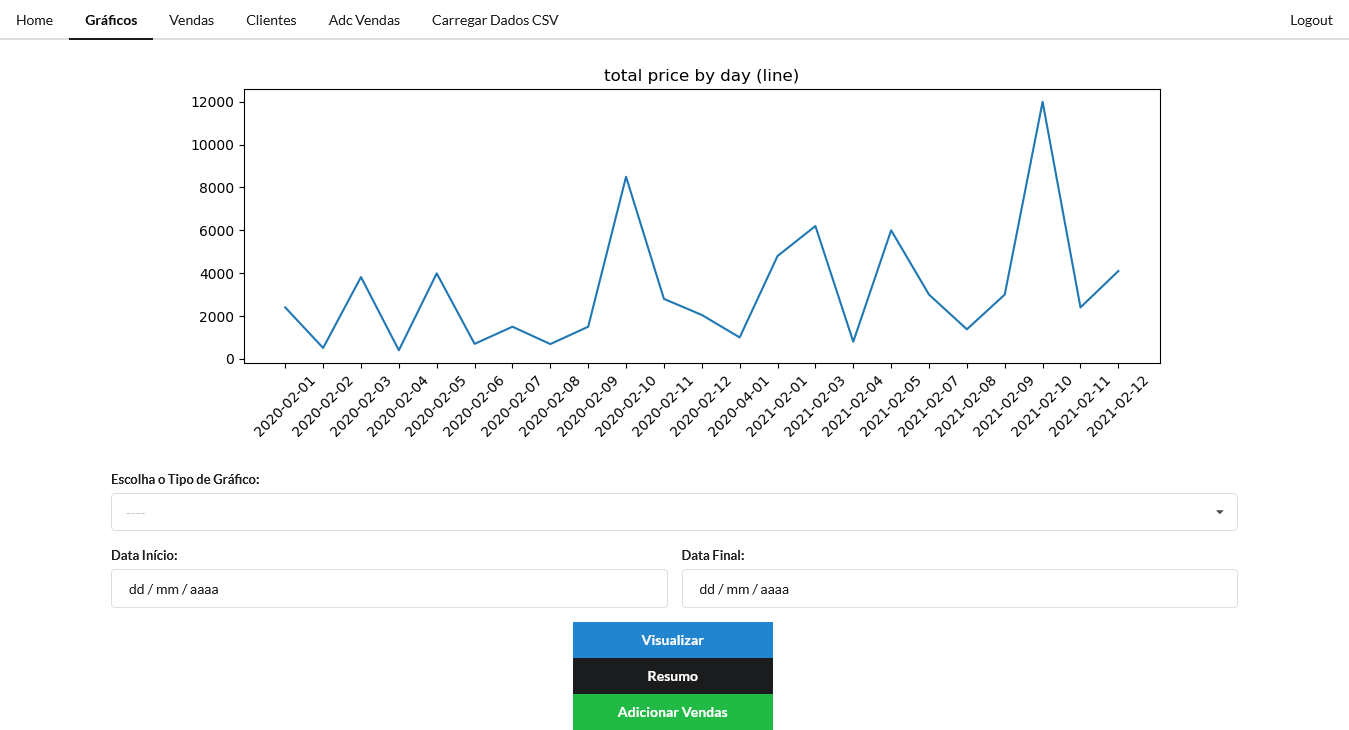 Home Gráficos Vendas Clientes Adc Vendas Carregar Dados CSV Logout
total price by day (line)
12000
10000
8000
6000
4000
2000
0
2020-02-01 2020-02-02 2020-02-03 2020-02-04 2020-02-05 2020-02-06 2020-02-07 2020-02-08 2020-02-09 2020-02-10 2020-02-11 2020-02-12 2020-04-01 2021-02-01 2021-02-03 2021-02-04 2021-02-05 2021-02-07 2021-02-08 2021-02-09 2021-02-10 2021-02-11 2021-02-12
Escolha o Tipo de Gráfico:
----
Data Início: Data Final:
dd / mm / aaaa dd / mm / aaaa
Visualizar
Resumo
Adicionar Vendas